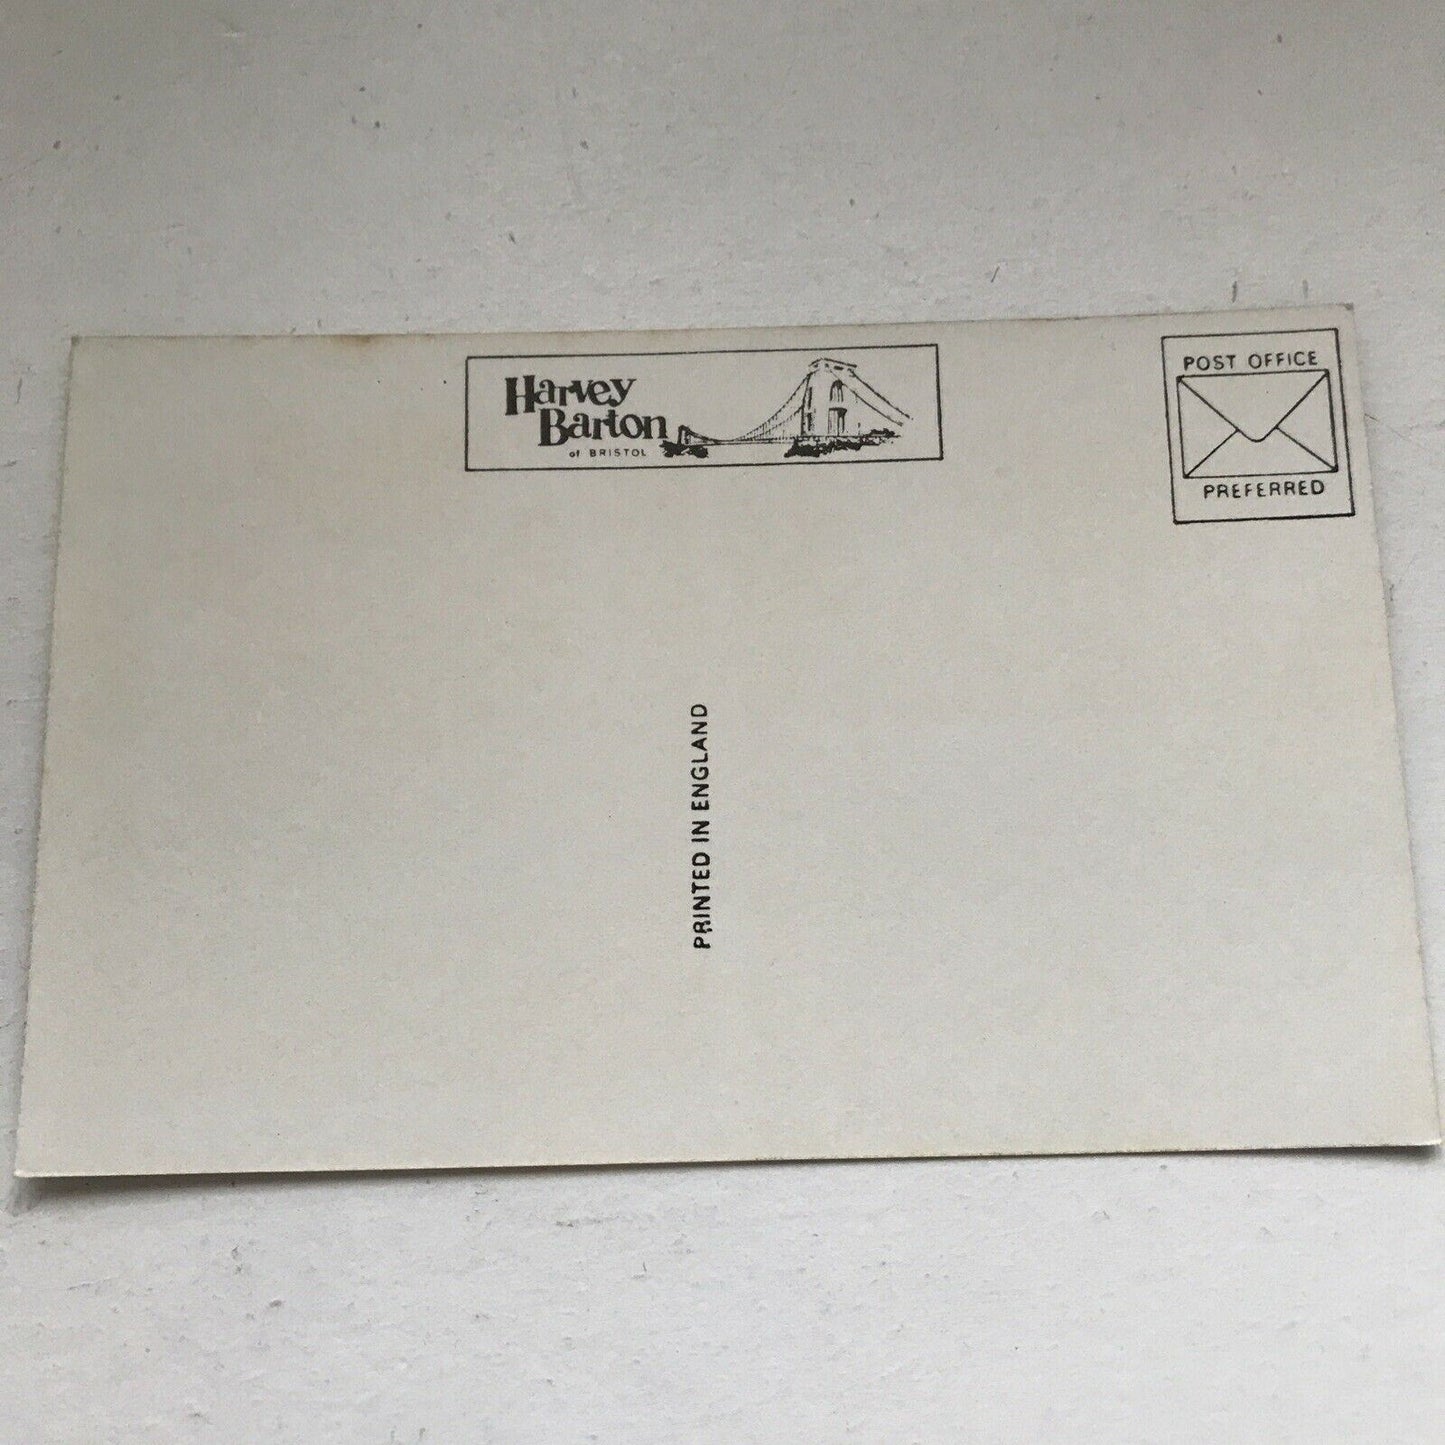 Harvey
Barton
of BRISTOL
POST OFFICE
PREFERRED
PRINTED IN ENGLAND